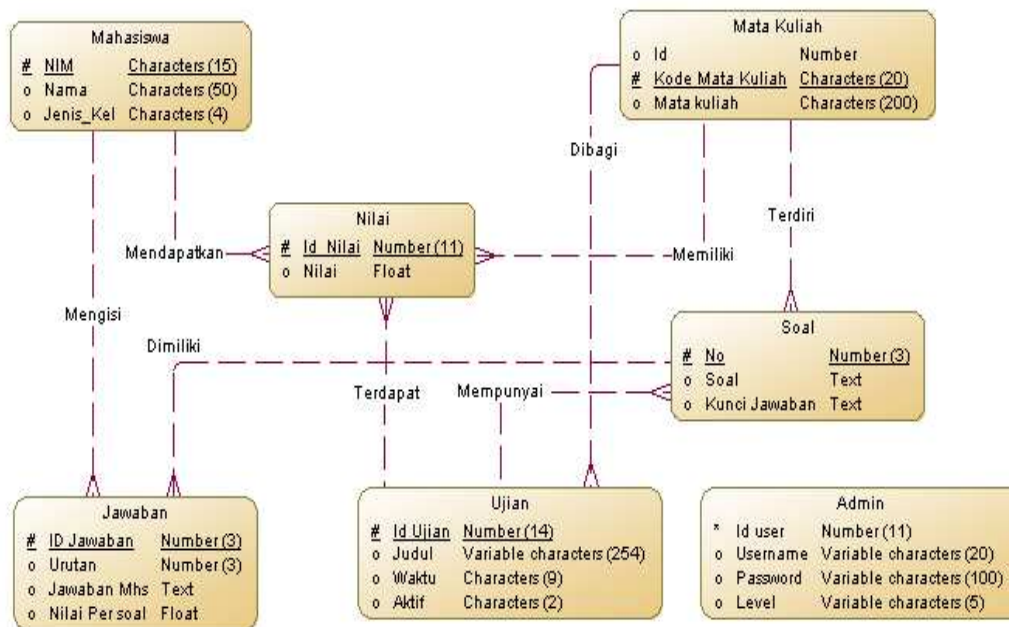 Mahasiswa
# NIM Characters (15)
o Nama Characters (50)
o Jenis_Kel Characters (4)
Mata Kuliah
o Id Number
# Kode Mata Kuliah Characters (20)
o Mata kuliah Characters (200)
Dibagi
Terdiri
Nilai
# Id_Nilai Number (11)
o Nilai Float
Mendapatkan
Memiliki
Mengisi
Dimiliki
Terdapat
Mempunyai
Soal
# No Number (3)
o Soal Text
o Kunci Jawaban Text
Jawaban
# ID Jawaban Number (3)
o Urutan Number (3)
o Jawaban Mhs Text
o Nilai Per soal Float
Ujian
# Id Ujian Number (14)
o Judul Variable characters (254)
o Waktu Characters (9)
o Aktif Characters (2)
Admin
* Id user Number (11)
o Username Variable characters (20)
o Password Variable characters (100)
o Level Variable characters (5)